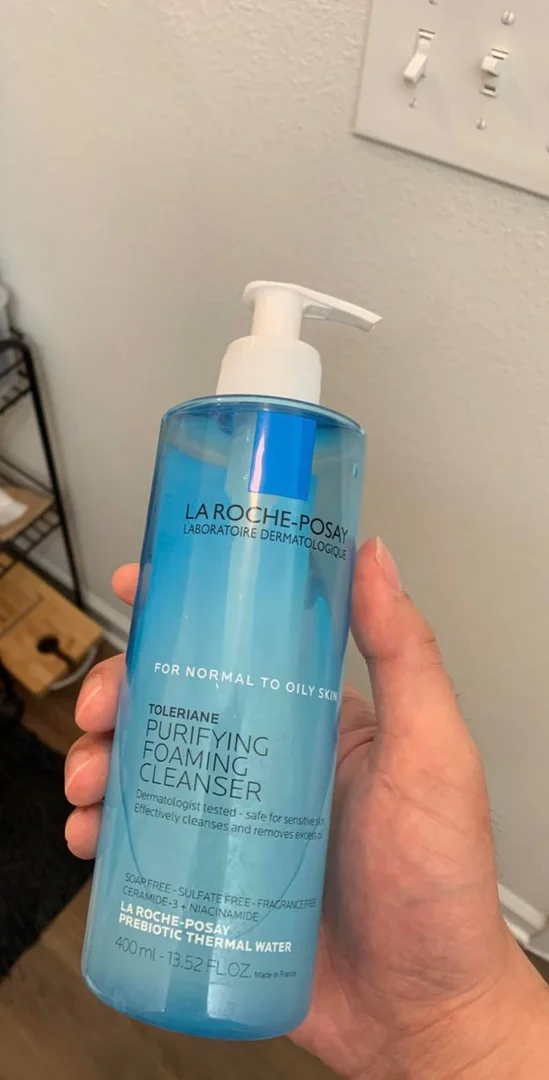 LA ROCHE-POSAY
LABORATOIRE DERMATOLOGIQUE
FOR NORMAL TO OILY SKIN
TOLERIANE
PURIFYING
FOAMING
CLEANSER
Dermatologist tested - safe for sensitive skin
Effectively cleanses and removes excess oil
SOAP FREE - SULFATE FREE - FRAGRANCE FREE
CERAMIDE-3 + NIACINAMIDE
LA ROCHE-POSAY
PREBIOTIC THERMAL WATER
400 ml - 13.52 FL.OZ. Made in France